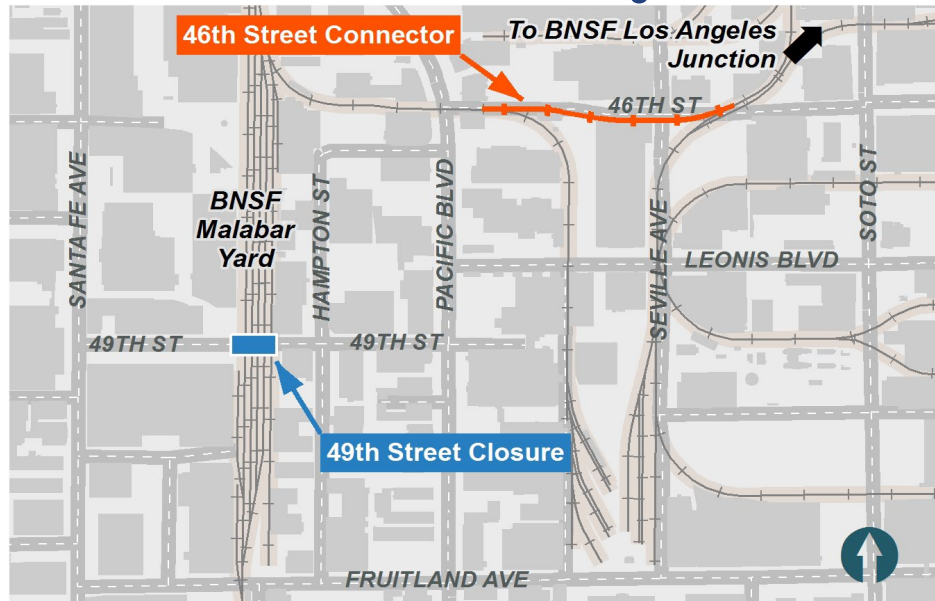 46th Street Connector
To BNSF Los Angeles
Junction
46TH ST
SANTA FE AVE
BNSF
Malabar
Yard
HAMPTON ST
PACIFIC BLVD
SEVILLE AVE
SOTO ST
LEONIS BLVD
49TH ST
49TH ST
49th Street Closure
FRUITLAND AVE